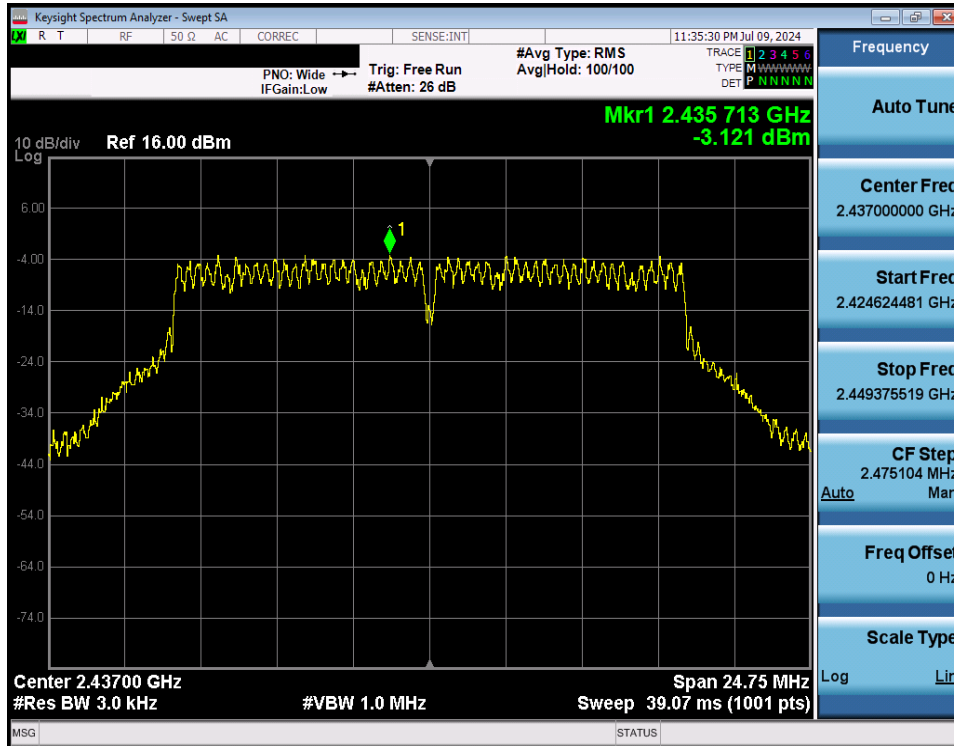 Keysight Spectrum Analyzer - Swept SA
LXI R T RF 50 Ω AC CORREC SENSE:INT 11:35:30 PM Jul 09, 2024
PNO: Wide
IFGain:Low
Trig: Free Run
#Atten: 26 dB
#Avg Type: RMS
Avg|Hold: 100/100
TRACE 1 2 3 4 5 6
TYPE M W W W W W W
DET P N N N N N
Mkr1 2.435 713 GHz
-3.121 dBm
10 dB/div Ref 16.00 dBm
Log
1
6.00
-4.00
-14.0
-24.0
-34.0
-44.0
-54.0
-64.0
-74.0
Center 2.43700 GHz Span 24.75 MHz
#Res BW 3.0 kHz #VBW 1.0 MHz Sweep 39.07 ms (1001 pts)
MSG STATUS
Frequency
Auto Tune
Center Freq
2.437000000 GHz
Start Freq
2.424624481 GHz
Stop Freq
2.449375519 GHz
CF Step
2.475104 MHz
Auto Man
Freq Offset
0 Hz
Scale Type
Log Lin